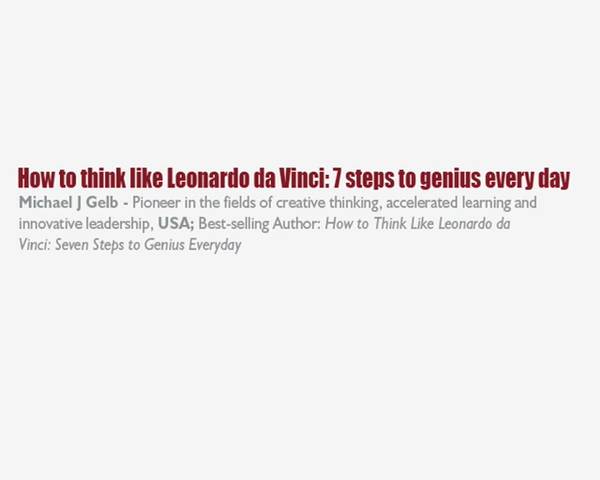 How to think like Leonardo da Vinci: 7 steps to genius every day
Michael J Gelb - Pioneer in the fields of creative thinking, accelerated learning and
innovative leadership, USA; Best-selling Author: How to Think Like Leonardo da
Vinci: Seven Steps to Genius Everyday